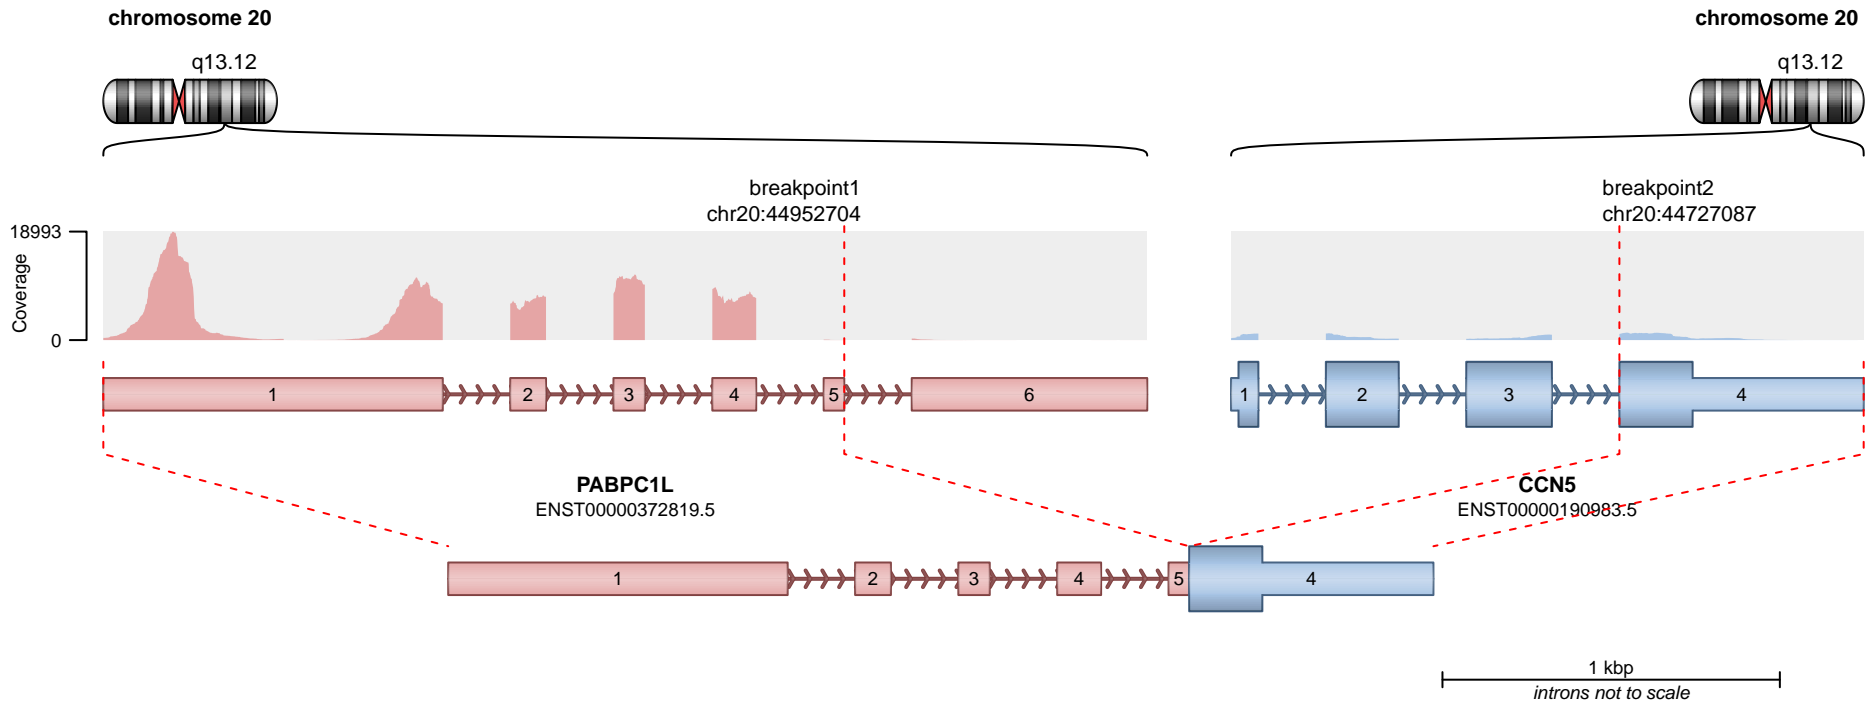 chromosome 20
chromosome 20
q13.12
q13.12
breakpoint1
chr20:44952704
breakpoint2
chr20:44727087
18993
Coverage
0
1
2
3
4
5
6
1
2
3
4
PABPC1L
ENST00000372819.5
CCN5
ENST00000190983.5
1
2
3
4
5
4
1 kbp
introns not to scale